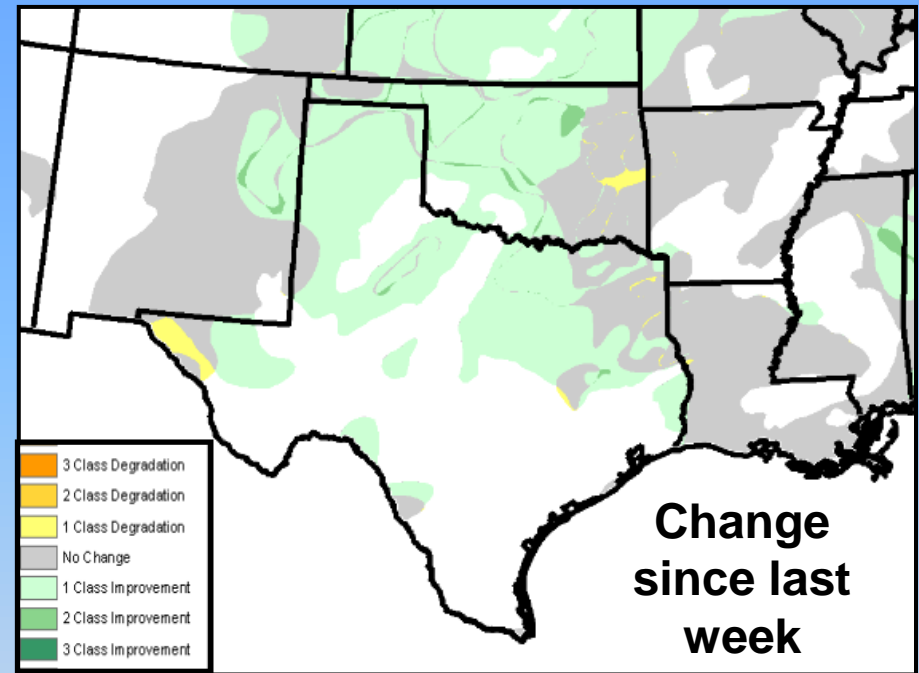 3 Class Degradation
2 Class Degradation
1 Class Degradation
No Change
1 Class Improvement
2 Class Improvement
3 Class Improvement
Change
since last
week